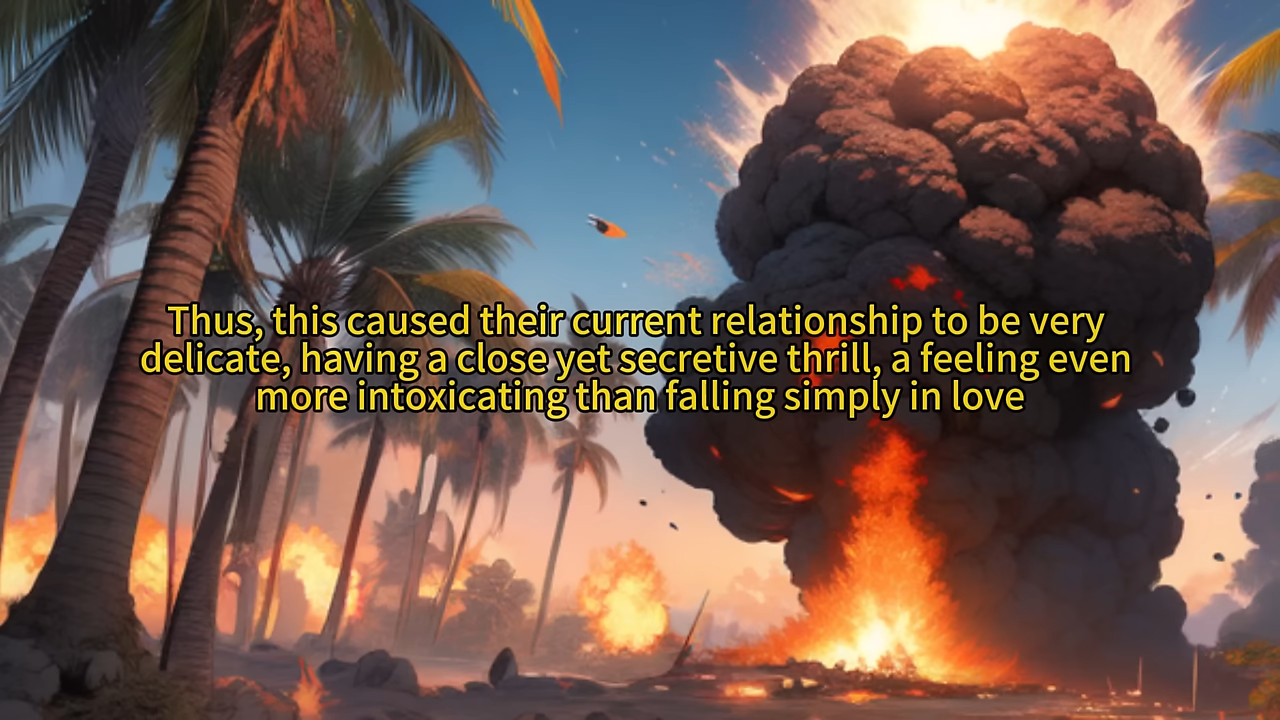 Thus, this caused their current relationship to be very
delicate, having a close yet secretive thrill, a feeling even
more intoxicating than falling simply in love